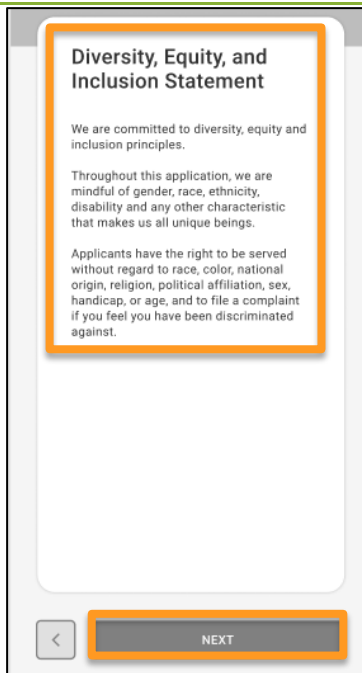 Diversity, Equity, and
Inclusion Statement
We are committed to diversity, equity and
inclusion principles.
Throughout this application, we are
mindful of gender, race, ethnicity,
disability and any other characteristic
that makes us all unique beings.
Applicants have the right to be served
without regard to race, color, national
origin, religion, political affiliation, sex,
handicap, or age, and to file a complaint
if you feel you have been discriminated
against.
NEXT